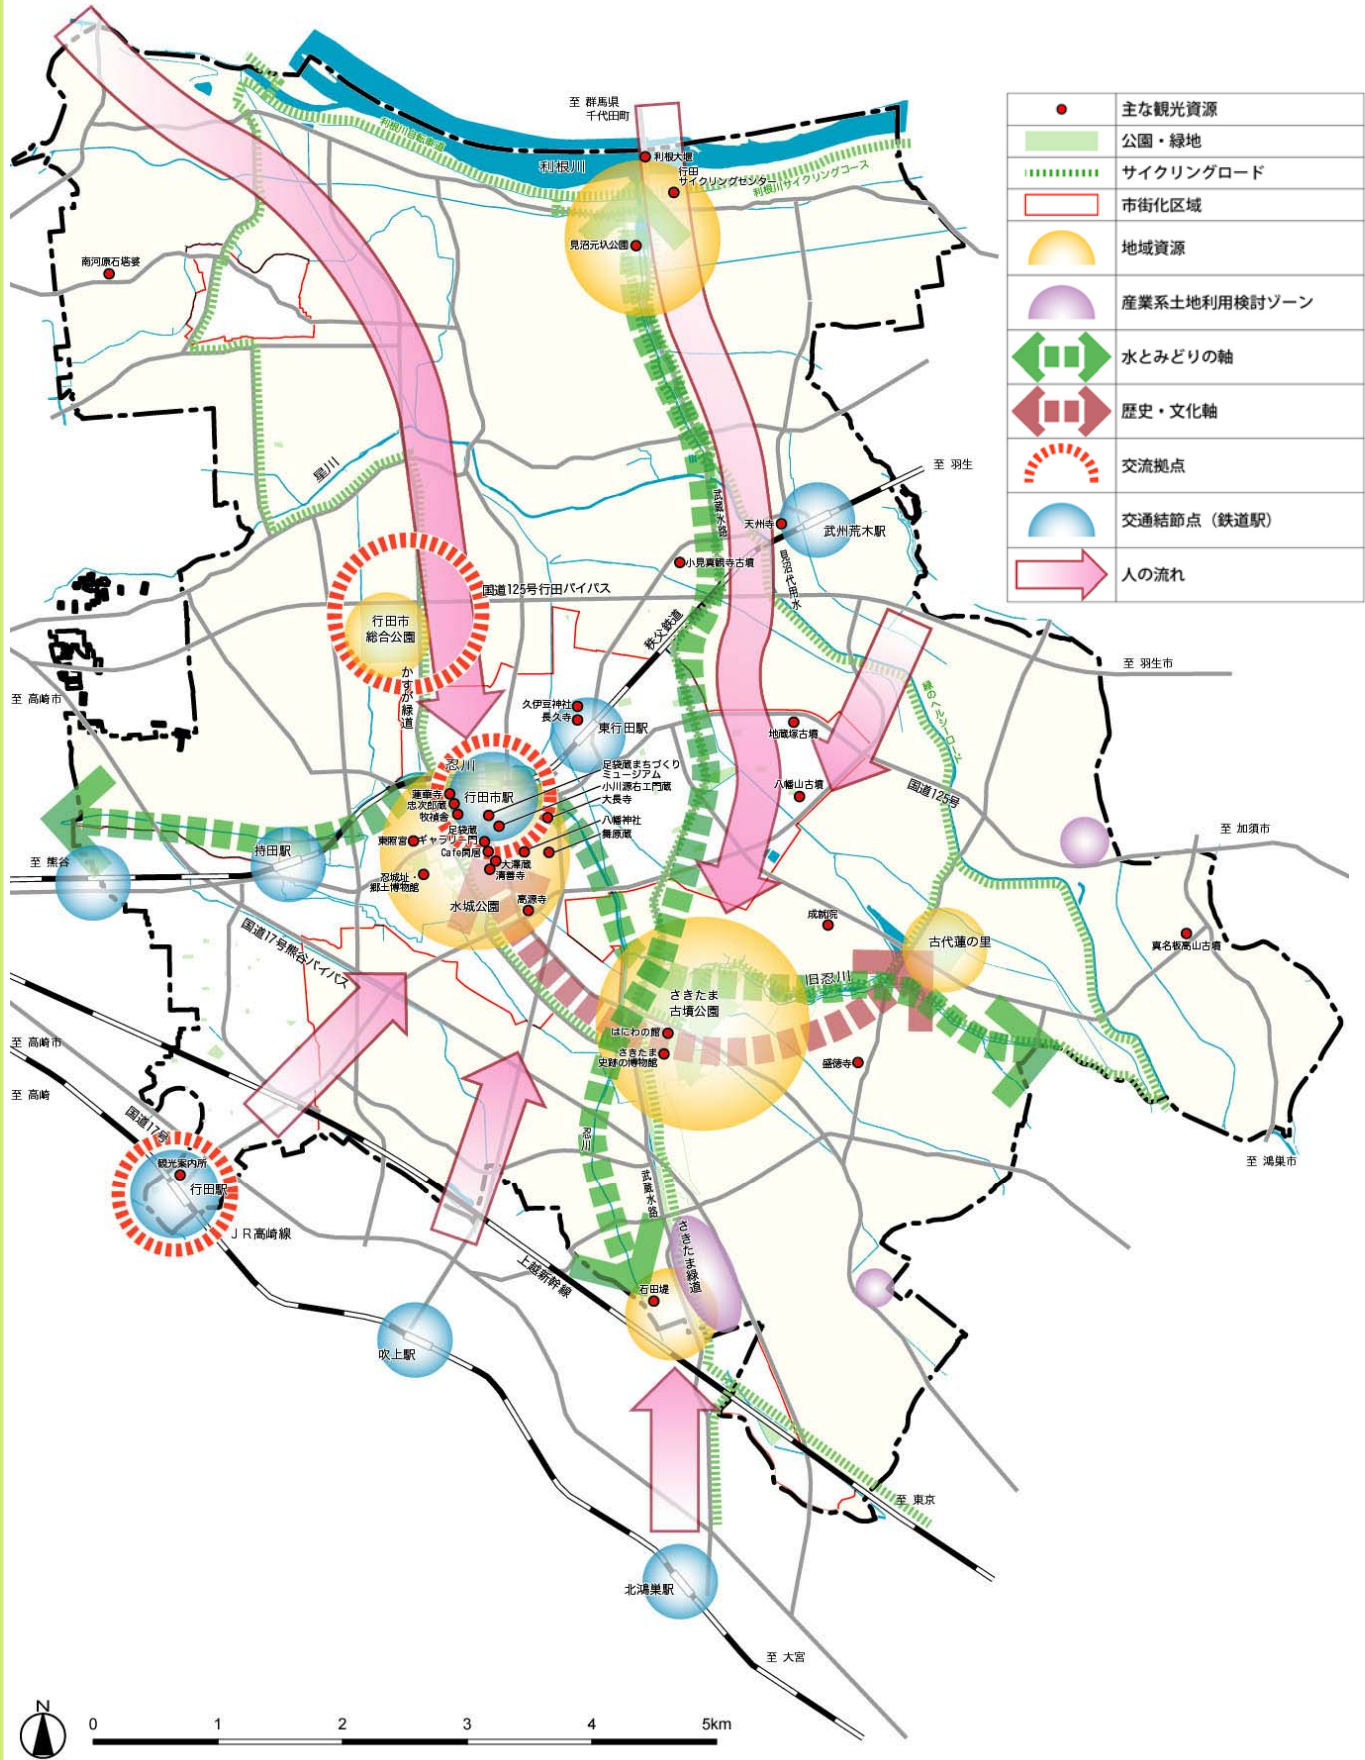 至 群馬県
千代田町
利根川自転車道
利根川
利根大堰
行田
サイクリングセンター
利根川サイクリングコース
見沼元圦公園
南河原石塔婆
星川
武蔵水路
至 羽生
天州寺
武州荒木駅
小見真観寺古墳
見沼代用水
国道125号行田バイパス
行田市
総合公園
秩父鉄道
至 羽生市
至 高崎市
かすが緑道
久伊豆神社
長久寺
東行田駅
緑のヘルシーロード
地蔵塚古墳
忍川
足袋蔵まちづくり
ミュージアム
小川源右エ門蔵
大長寺
八幡山古墳
国道125号
蓮華寺
忠次郎蔵
牧禎舎
行田市駅
八幡神社
足袋蔵
ギャラリー門
東照宮
Cafe閑居
持田駅
至 熊谷
至 加須市
大澤蔵
清善寺
忍城址・
郷土博物館
水城公園
高源寺
成就院
古代蓮の里
真名板高山古墳
国道17号熊谷バイパス
旧忍川
さきたま
古墳公園
はにわの館
さきたま
史跡の博物館
盛徳寺
至 高崎市
至 高崎
国道17号
忍川
至 鴻巣市
観光案内所
行田駅
武蔵水路
JR高崎線
さきたま緑道
上越新幹線
石田堤
吹上駅
至 東京
北鴻巣駅
至 大宮
N
0 1 2 3 4 5km
主な観光資源
公園・緑地
サイクリングロード
市街化区域
地域資源
産業系土地利用検討ゾーン
水とみどりの軸
歴史・文化軸
交流拠点
交通結節点（鉄道駅）
人の流れ